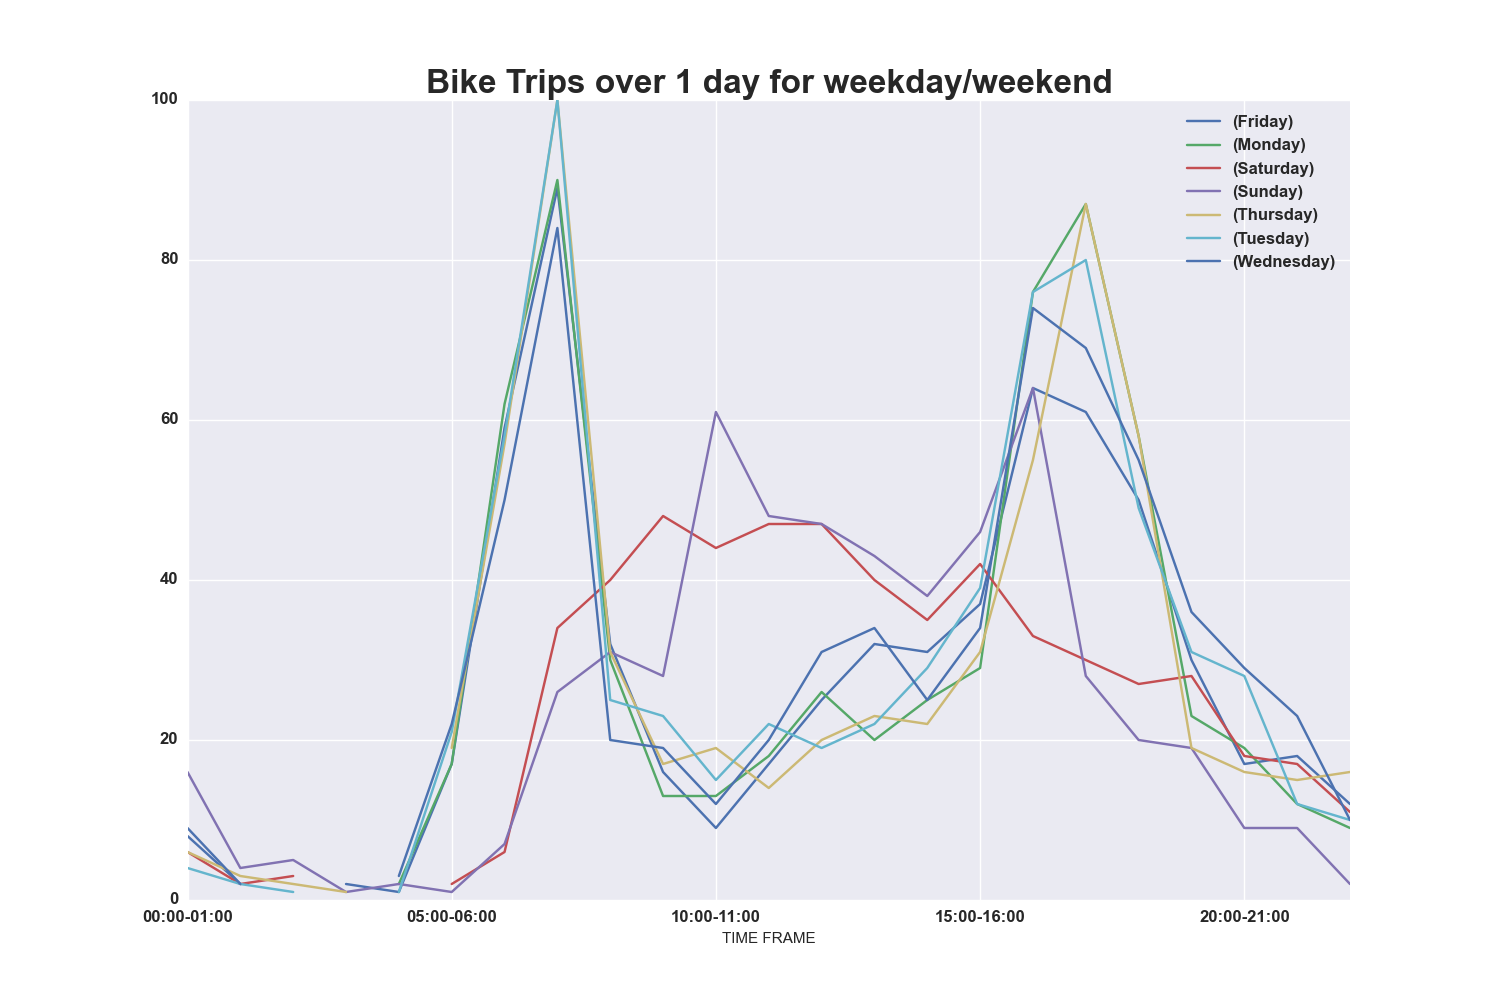 Bike Trips over 1 day for weekday/weekend
100
80
60
40
20
0
(Friday)
(Monday)
(Saturday)
(Sunday)
(Thursday)
(Tuesday)
(Wednesday)
00:00-01:00 05:00-06:00 10:00-11:00 15:00-16:00 20:00-21:00
TIME FRAME